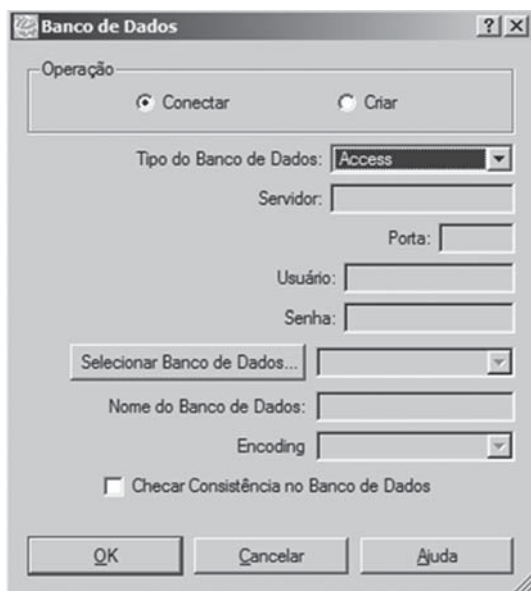 Banco de Dados
Operação
Conectar Criar
Tipo do Banco de Dados: Access
Servidor:
Porta:
Usuário:
Senha:
Selecionar Banco de Dados...
Nome do Banco de Dados:
Encoding
Checar Consistência no Banco de Dados
OK Cancelar Ajuda